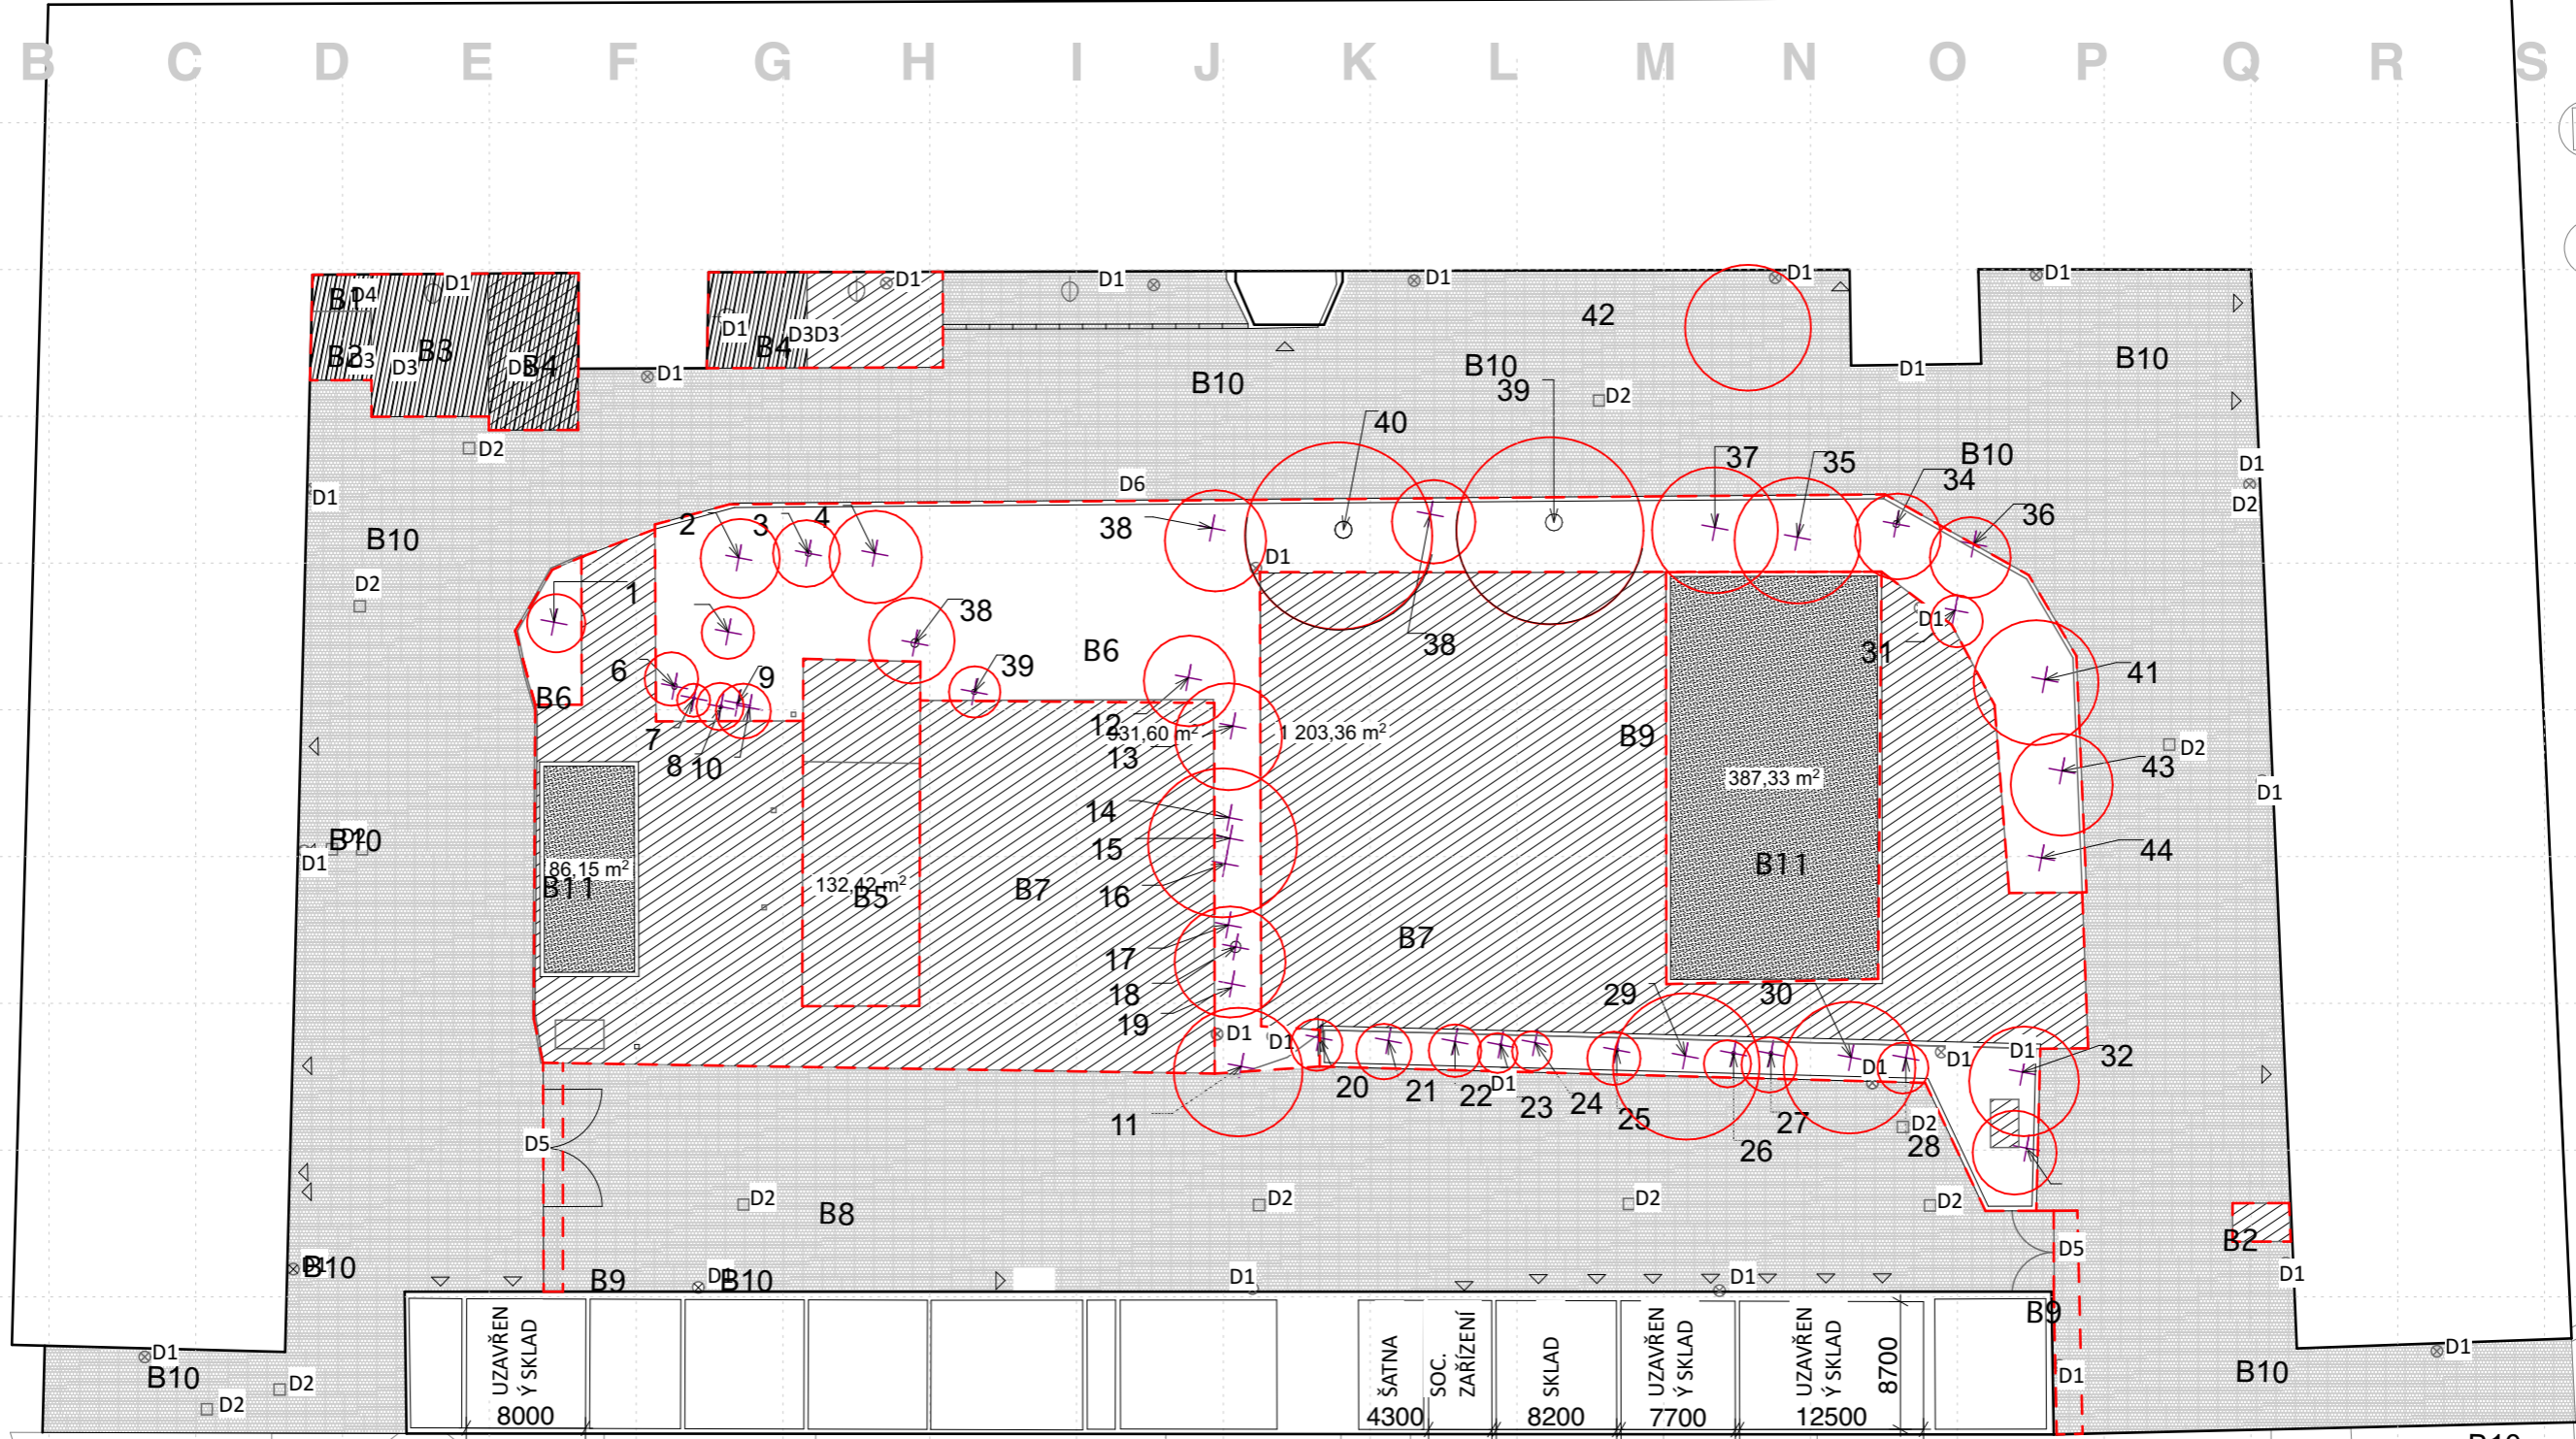 B C D E F G H I J K L M N O P Q R S
B1 D4 D1
D1 D1 D1 D1 D1
42
D1 D3D3
B4
B3 D3 D3
B4
D1 D1
B10
B10
B10
39 D2
40
D2
37 35 B10 D1
34
D6
D1 D2
2 3 4 38 36
B10
D1
D2
1 38 D1
38
31
6 9 39 B6 41
B6
12 931,60 m² 1 203,36 m² B9
7 13 D2
8 10 43
387,33 m²
D1
14
B10 D2
15 44
D1
86,15 m² B11
B11 132,42 m² B5 B7 16
B7
17
18 29 30
19 D1 D1
D1 D1 32
D1
20 21 22 D1 23 24 25
11 27 D2
D5 26 28
D2 B8 D2 D2 D2
B2
D5
B10 B9 D1 B10 D1 D1 D1
B9
UZAVŘEN
Ý SKLAD
8000
ŠATNA
4300
SOC.
ZAŘÍZENÍ
SKLAD
8200
UZAVŘEN
Ý SKLAD
7700
UZAVŘEN
Ý SKLAD
12500
8700
D1
B10
D2
D2
D1
B10
D1
B10